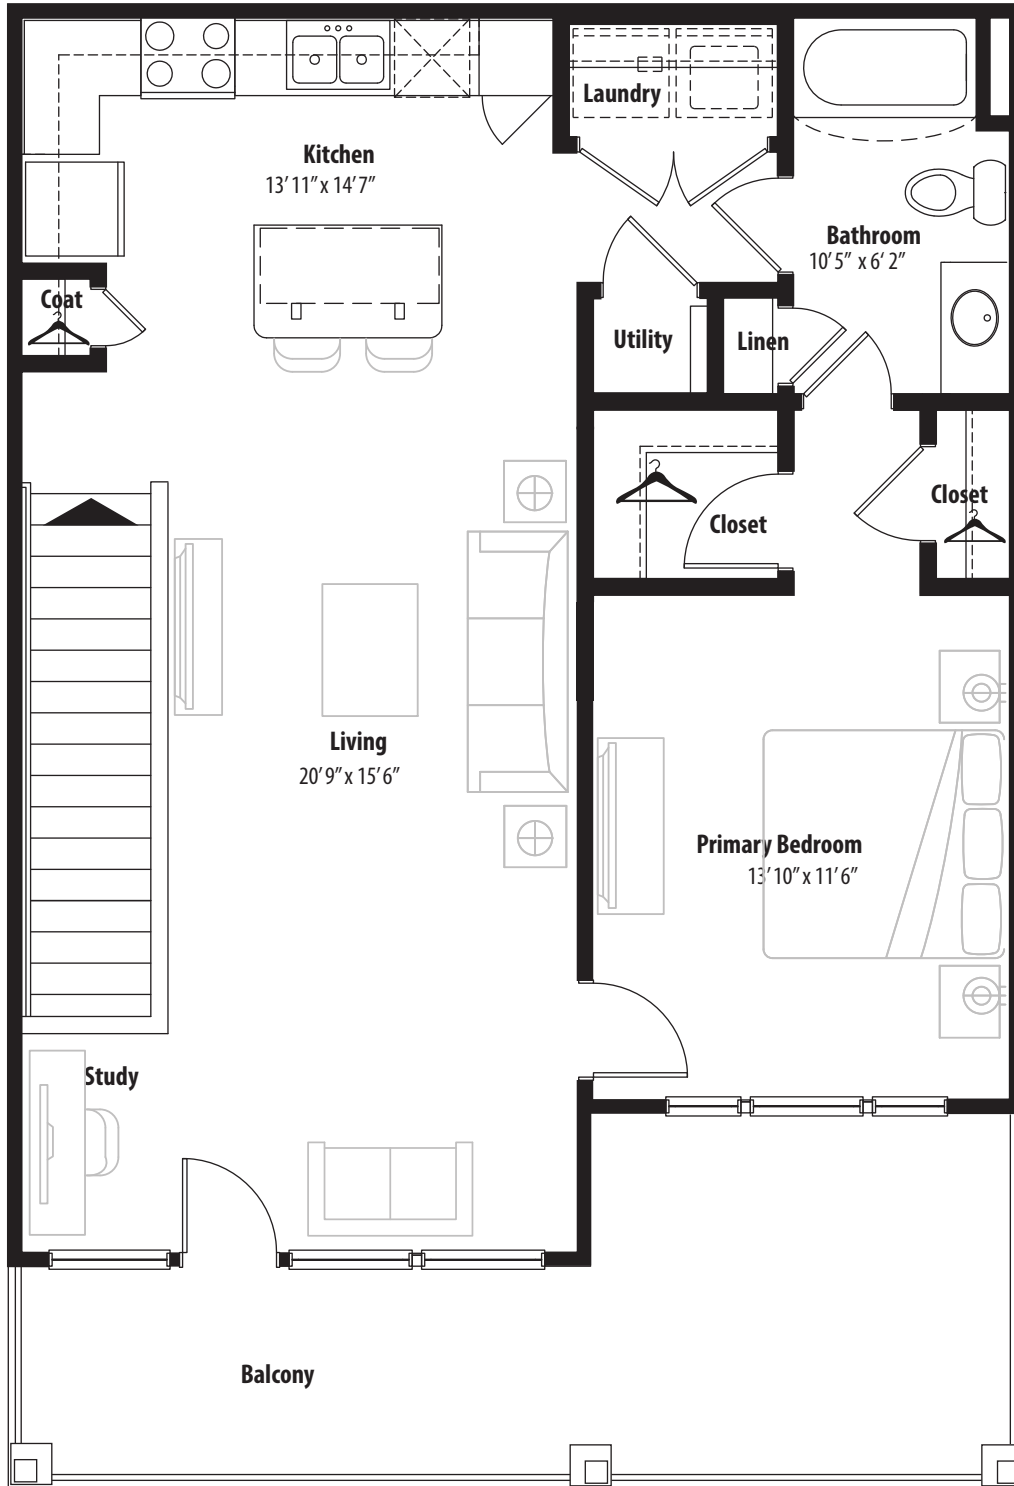 Laundry
Kitchen
13' 11" x 14'7"
Bathroom
10' 5" x 6' 2"
Coat
Utility
Linen
Closet
Closet
Living
20' 9" x 15' 6"
Primary Bedroom
13' 10" x 11' 6"
Study
Balcony